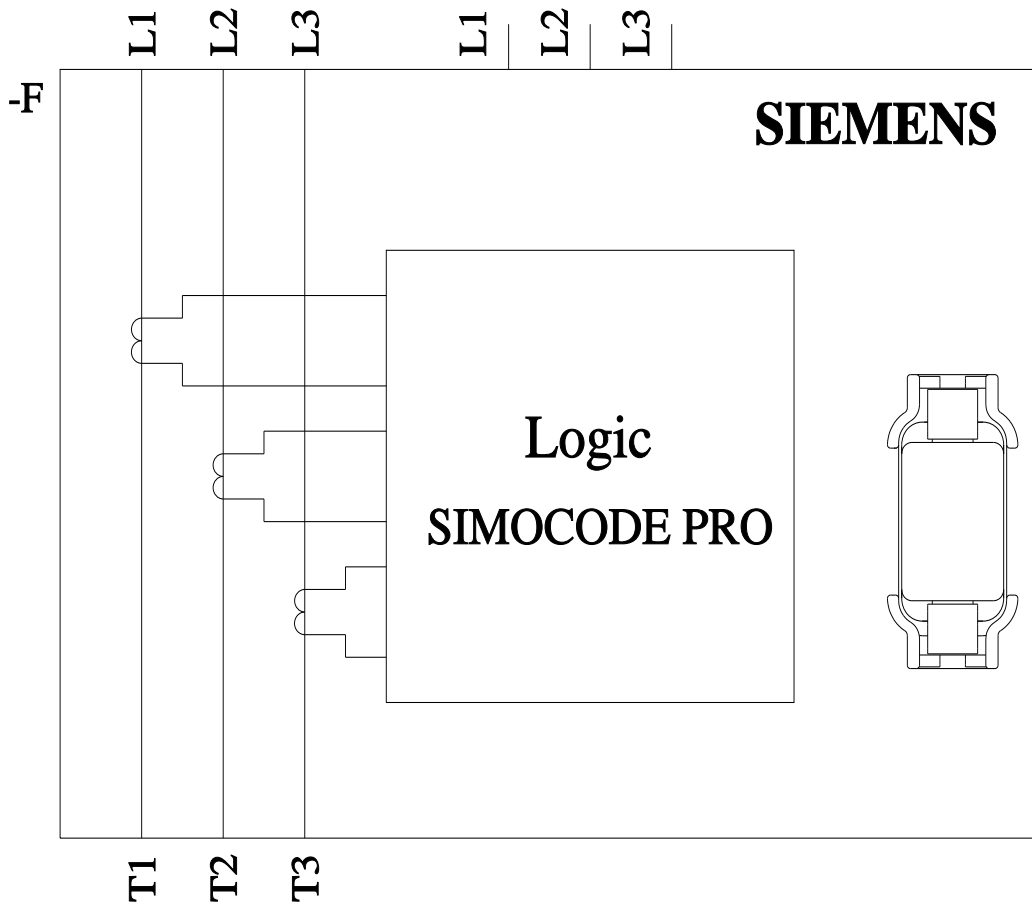 L1 L2 L3 L1 L2 L3
-F
SIEMENS
Logic
SIMOCODE PRO
T1 T2 T3